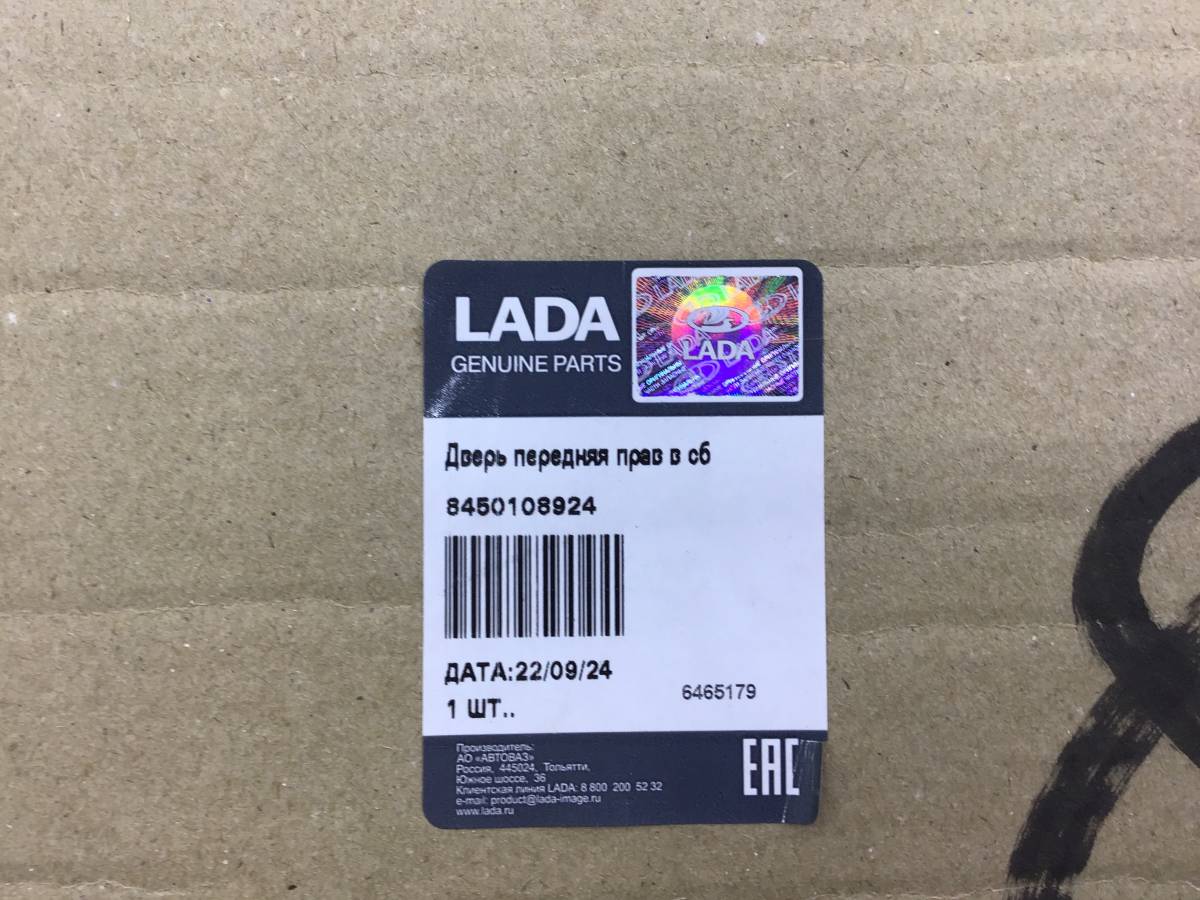 LADA
GENUINE PARTS
LADA
Дверь передняя прав в сб
8450108924
ДАТА:22/09/24
1 ШТ..
6465179
Производитель:
АО «АВТОВАЗ»
Россия, 445024, Тольятти,
Южное шоссе, 36
Клиентская линия LADA: 8 800 200 52 32
e-mail: product@lada-image.ru
www.lada.ru
EAC